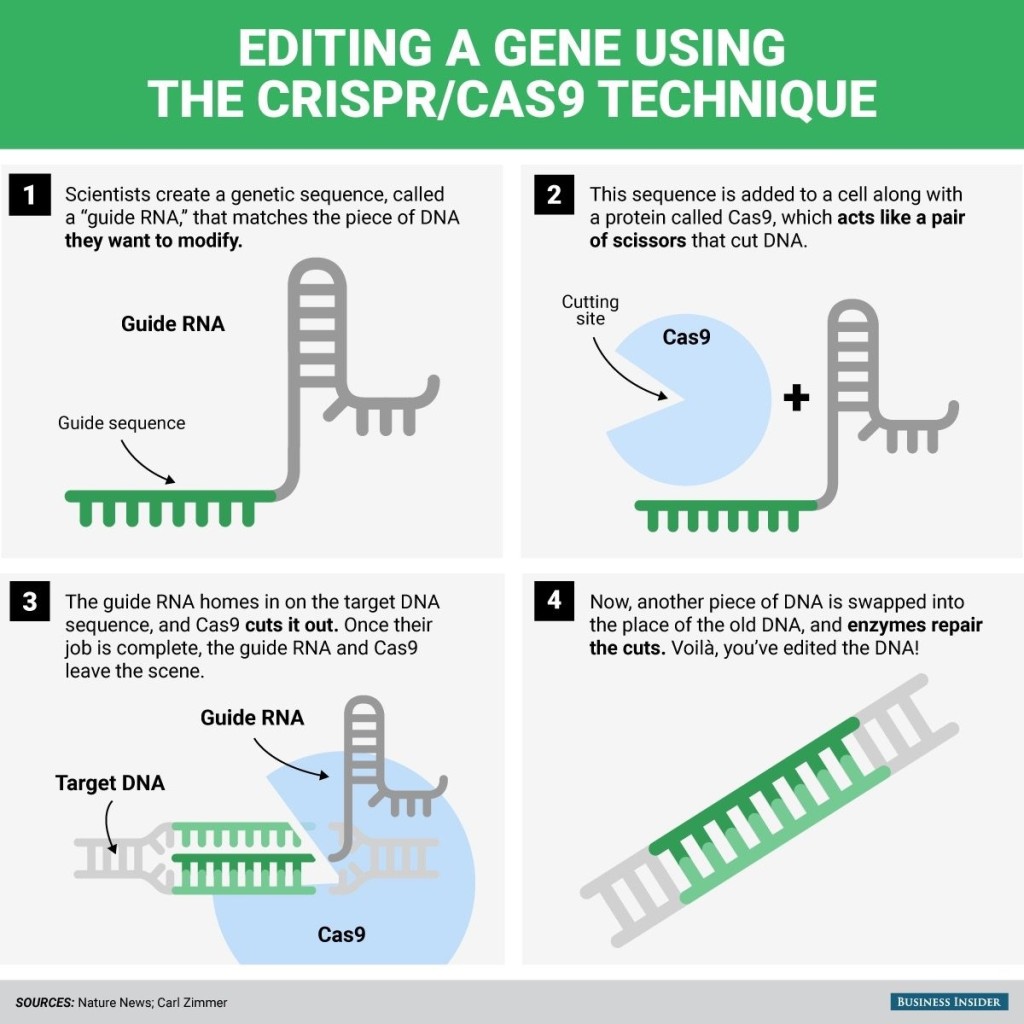 EDITING A GENE USING
THE CRISPR/CAS9 TECHNIQUE
1
Scientists create a genetic sequence, called
a “guide RNA,” that matches the piece of DNA
they want to modify.
Guide RNA
Guide sequence
2
This sequence is added to a cell along with
a protein called Cas9, which acts like a pair
of scissors that cut DNA.
Cutting
site
Cas9
+
3
The guide RNA homes in on the target DNA
sequence, and Cas9 cuts it out. Once their
job is complete, the guide RNA and Cas9
leave the scene.
Guide RNA
Target DNA
Cas9
4
Now, another piece of DNA is swapped into
the place of the old DNA, and enzymes repair
the cuts. Voilà, you’ve edited the DNA!
SOURCES: Nature News; Carl Zimmer
BUSINESS INSIDER